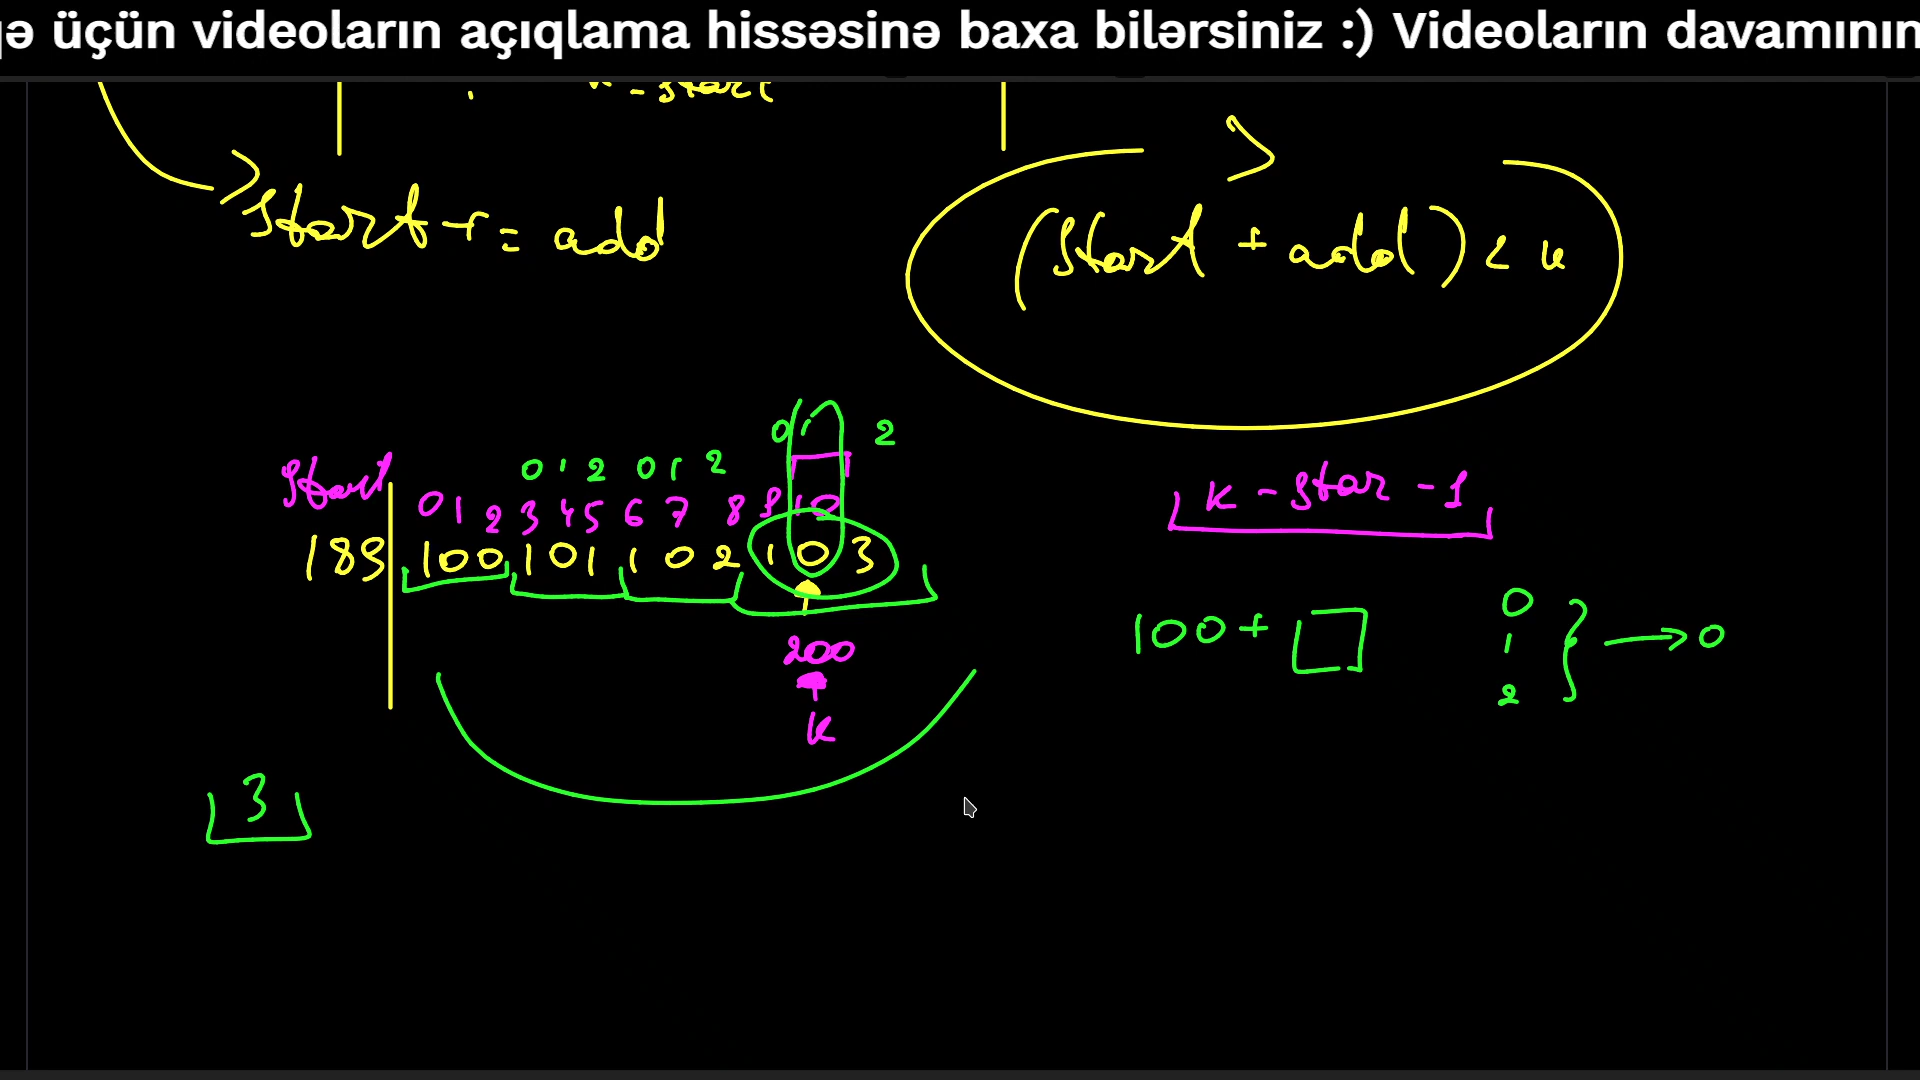 qə üçün videoların açıqlama hissəsinə baxa bilərsiniz :) Videoların davamının
- start
start += add
(start + add) < k
0 1 2
Start 0 1 2 0 1 2
0 1 2 3 4 5 6 7 8 9 10
k - star - 1
189 100 101 102 103
200
k
100 + 0 1 2 → 0
3